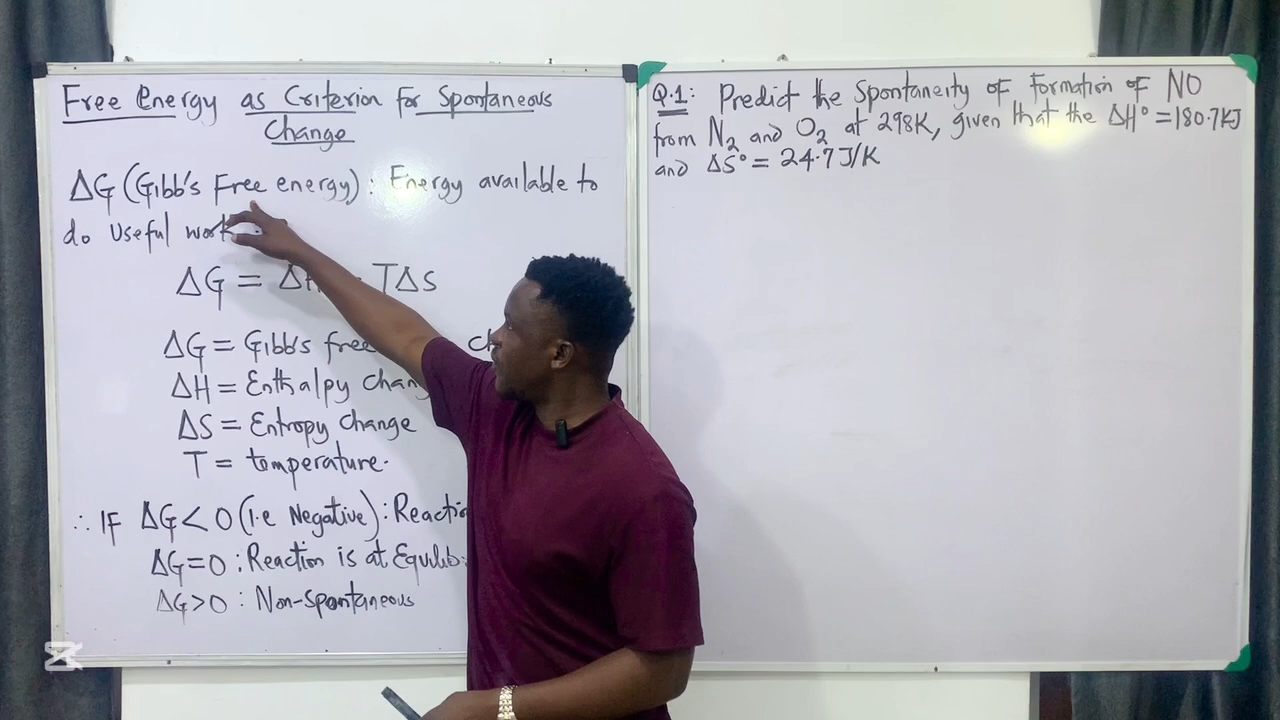 Free Energy as Criterion for Spontaneous
Change
ΔG (Gibb's Free energy) : Energy available to
do Useful work.
ΔG = ΔH - TΔS
ΔG = Gibb's free
ΔH = Enthalpy
ΔS = Entropy change
T = temperature.
∴ IF ΔG < 0 (I.e Negative) : Reaction
ΔG = 0 : Reaction is at
ΔG > 0 : Non-Spontaneous
Q.1: Predict the Spontaneity of Formation of NO
from N₂ and O₂ at 298K, given that the ΔH° = 180.7KJ
and ΔS° = 24.7 J/K